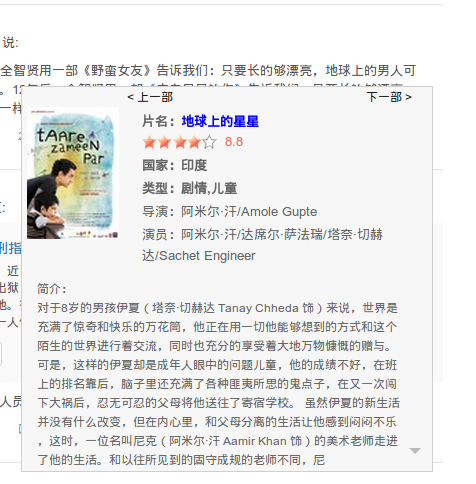 说:
全智贤用一部《野蛮女友》告诉我们：只要长的够漂亮，地球上的男人可
< 上一部
下一部 >
taare
zameen
Par
片名：地球上的星星
8.8
国家：印度
类型：剧情,儿童
导演：阿米尔·汗/Amole Gupte
演员：阿米尔·汗/达席尔·萨法瑞/塔奈·切赫
达/Sachet Engineer
简介：
对于8岁的男孩伊夏（塔奈·切赫达 Tanay Chheda 饰）来说，世界是
充满了惊奇和快乐的万花筒，他正在用一切他能够想到的方式和这个
陌生的世界进行着交流，同时也充分的享受着大地万物慷慨的赠与。
可是，这样的伊夏却是成年人眼中的问题儿童，他的成绩不好，在班
上的排名靠后，脑子里还充满了各种匪夷所思的鬼点子，在又一次闯
下大祸后，忍无可忍的父母将他送往了寄宿学校。 虽然伊夏的新生活
并没有什么改变，但在内心里，和父母分离的生活让他感到闷闷不乐
，这时，一位名叫尼克（阿米尔·汗 Aamir Khan 饰）的美术老师走进
了他的生活。和以往所见到的固守成规的老师不同，尼
一样
刑指
近
出狱
人员